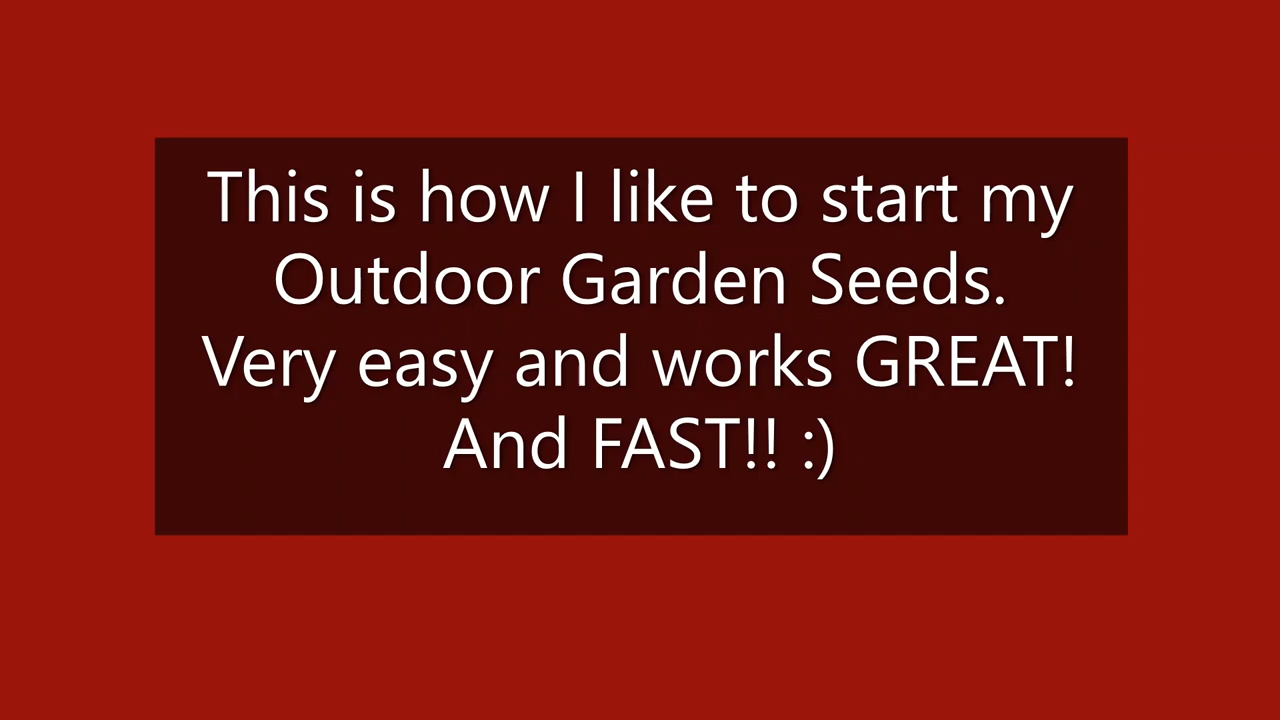 This is how I like to start my
Outdoor Garden Seeds.
Very easy and works GREAT!
And FAST!! :)